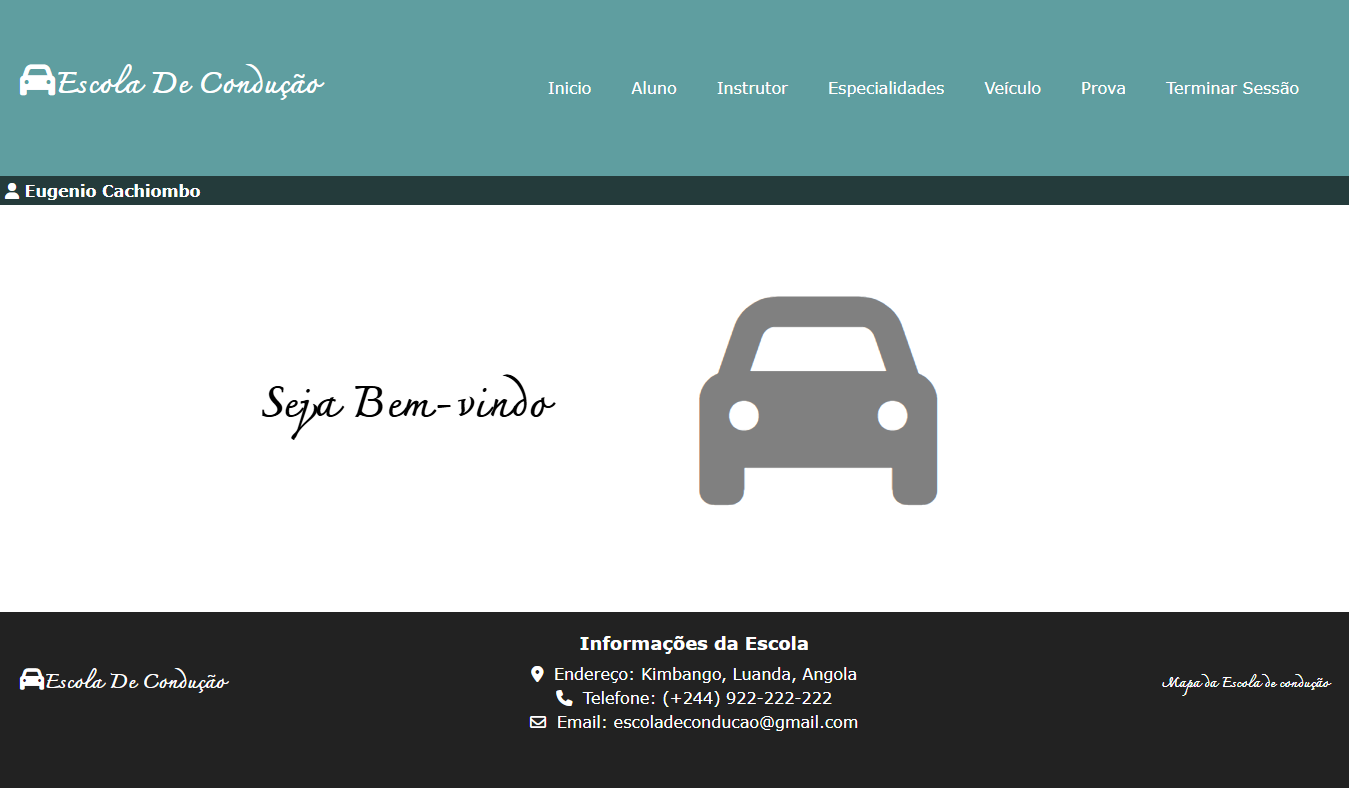 Escola De Condução
Inicio Aluno Instrutor Especialidades Veículo Prova Terminar Sessão
Eugenio Cachiombo
Seja Bem-vindo
Informações da Escola
Escola De Condução
Endereço: Kimbango, Luanda, Angola
Telefone: (+244) 922-222-222
Email: escoladeconducao@gmail.com
Mapa da Escola de condução